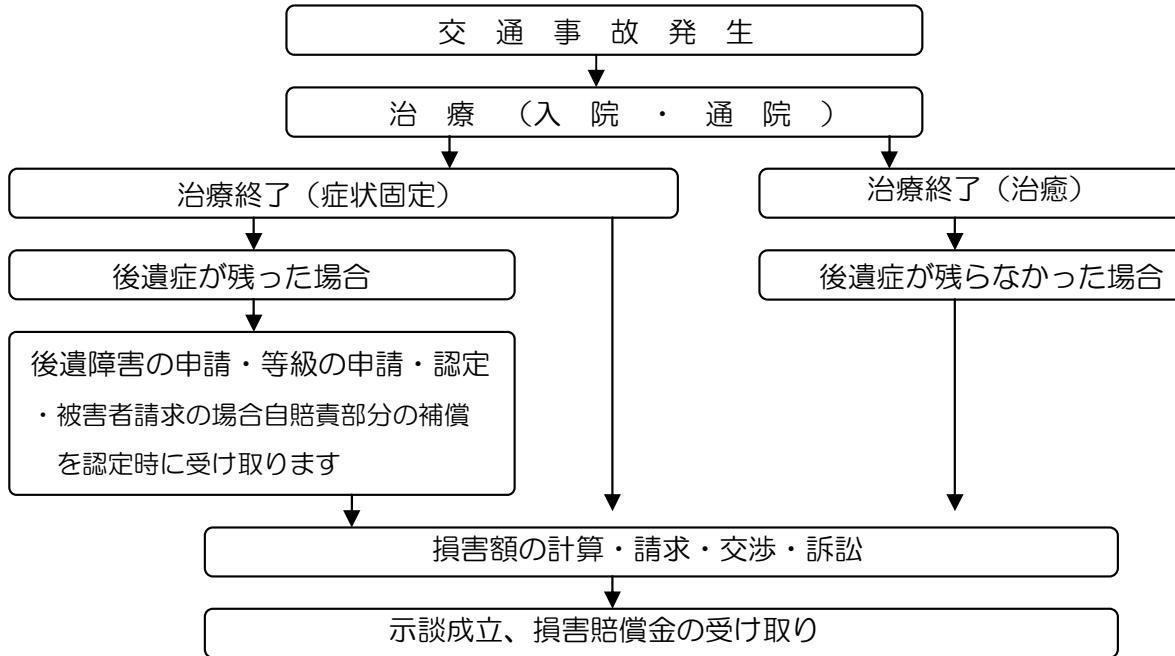 交通事故発生
治療（入院・通院）
治療終了（症状固定）
治療終了（治癒）
後遺症が残った場合
後遺症が残らなかった場合
後遺障害の申請・等級の申請・認定
・被害者請求の場合自賠責部分の補償
を認定時に受け取ります
損害額の計算・請求・交渉・訴訟
示談成立、損害賠償金の受け取り